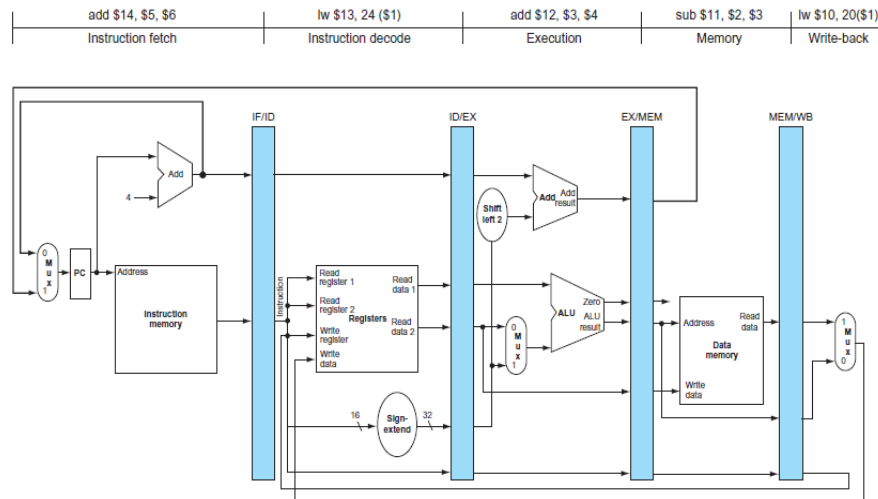 add $14, $5, $6 lw $13, 24 ($1) add $12, $3, $4 sub $11, $2, $3 lw $10, 20($1)
Instruction fetch Instruction decode Execution Memory Write-back
IF/ID ID/EX EX/MEM MEM/WB
Add
4
Shift
left 2
Add Add
result
0
M
u
x
1
PC
Address
Instruction
memory
Instruction
Read
register 1
Read
register 2
Write
register
Write
data
Registers
Read
data 1
Read
data 2
16
Sign-
extend
32
0
M
u
x
1
ALU
Zero
ALU
result
Address
Write
data
Data
memory
Read
data
1
M
u
x
0